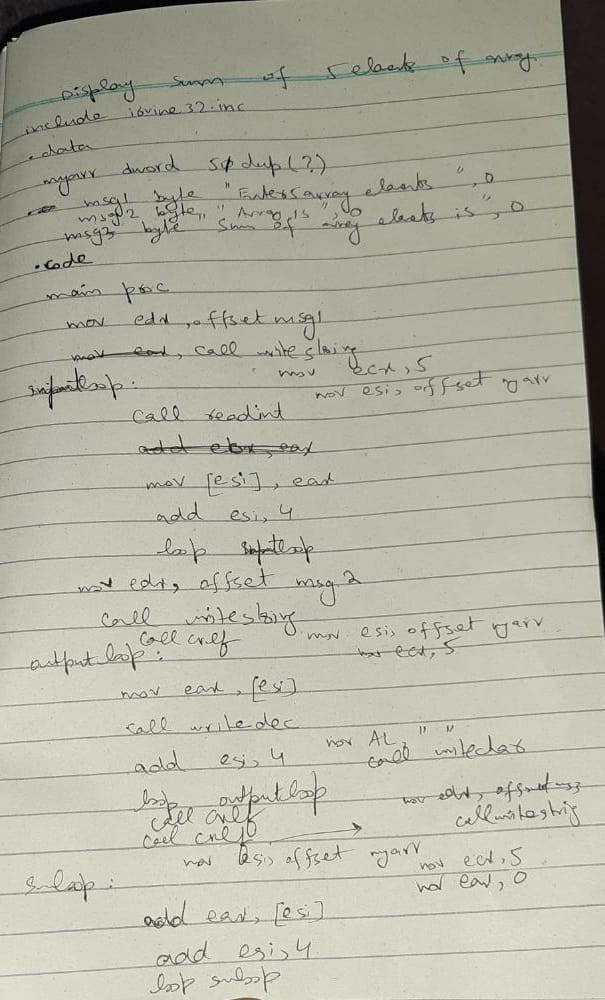 Display sum of 5 elaents of array
include irvine32.inc
.data
myarr dword 5 dup(?)
msg1 byte "Enter 5 array elaents ",0
msg2 byte "Array is ",0
msg3 byte "Sum of array elaents is",0
.code
main proc
mov edx, offset msg1
mov eax, call writestring
mov ecx, 5
mov esi, offset myarr
inputloop:
call readint
add ebx, eax
mov [esi], eax
add esi, 4
loop inputloop
mov edx, offset msg2
call writestring
call crlf
mov esi, offset myarr
mov ecx, 5
outputloop:
mov eax, [esi]
call writedec
mov AL, " "
call writechar
add esi, 4
loop outputloop
call crlf
call crlf
mov edx, offset msg3
call writestring
mov esi, offset myarr
mov ecx, 5
mov eax, 0
sumloop:
add eax, [esi]
add esi, 4
loop sumloop